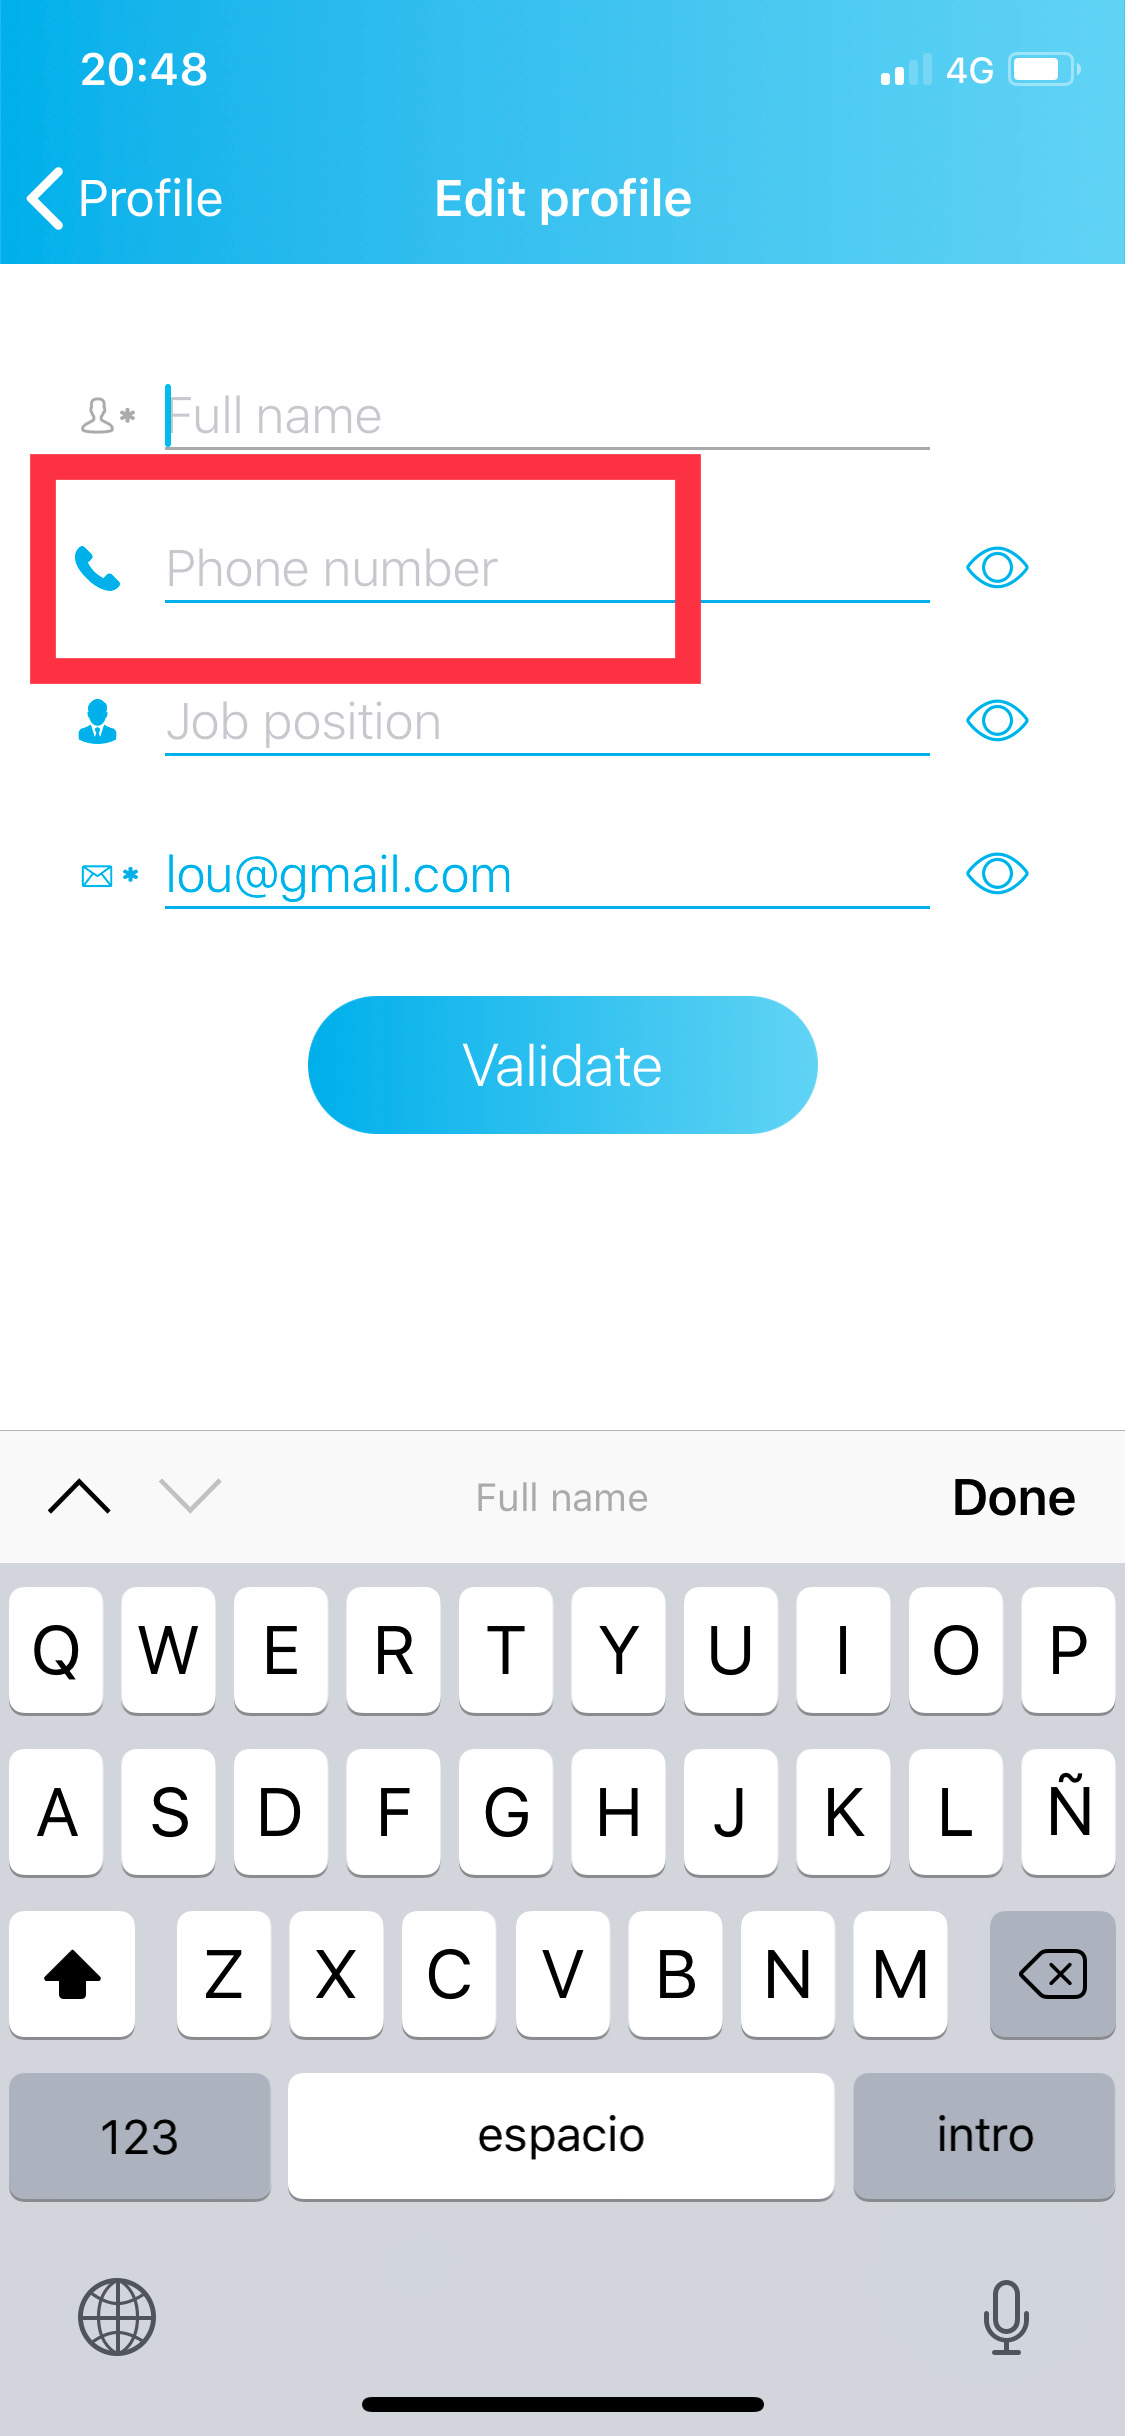 20:48 4G
Profile Edit profile
* Full name
Phone number
Job position
* lou@gmail.com
Validate
Full name Done
Q W E R T Y U I O P
A S D F G H J K L Ñ
Z X C V B N M
123 espacio intro